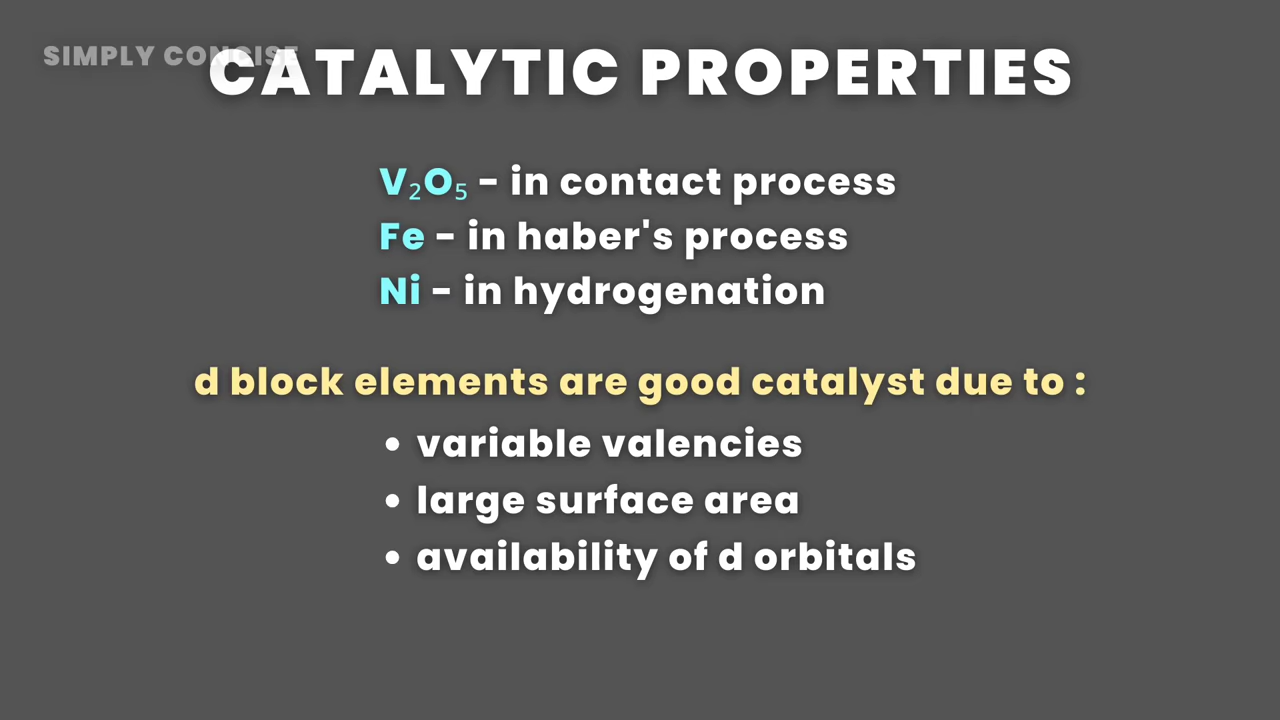 SIMPLY CONCISE
CATALYTIC PROPERTIES
V₂O₅ - in contact process
Fe - in haber's process
Ni - in hydrogenation
d block elements are good catalyst due to :
• variable valencies
• large surface area
• availability of d orbitals